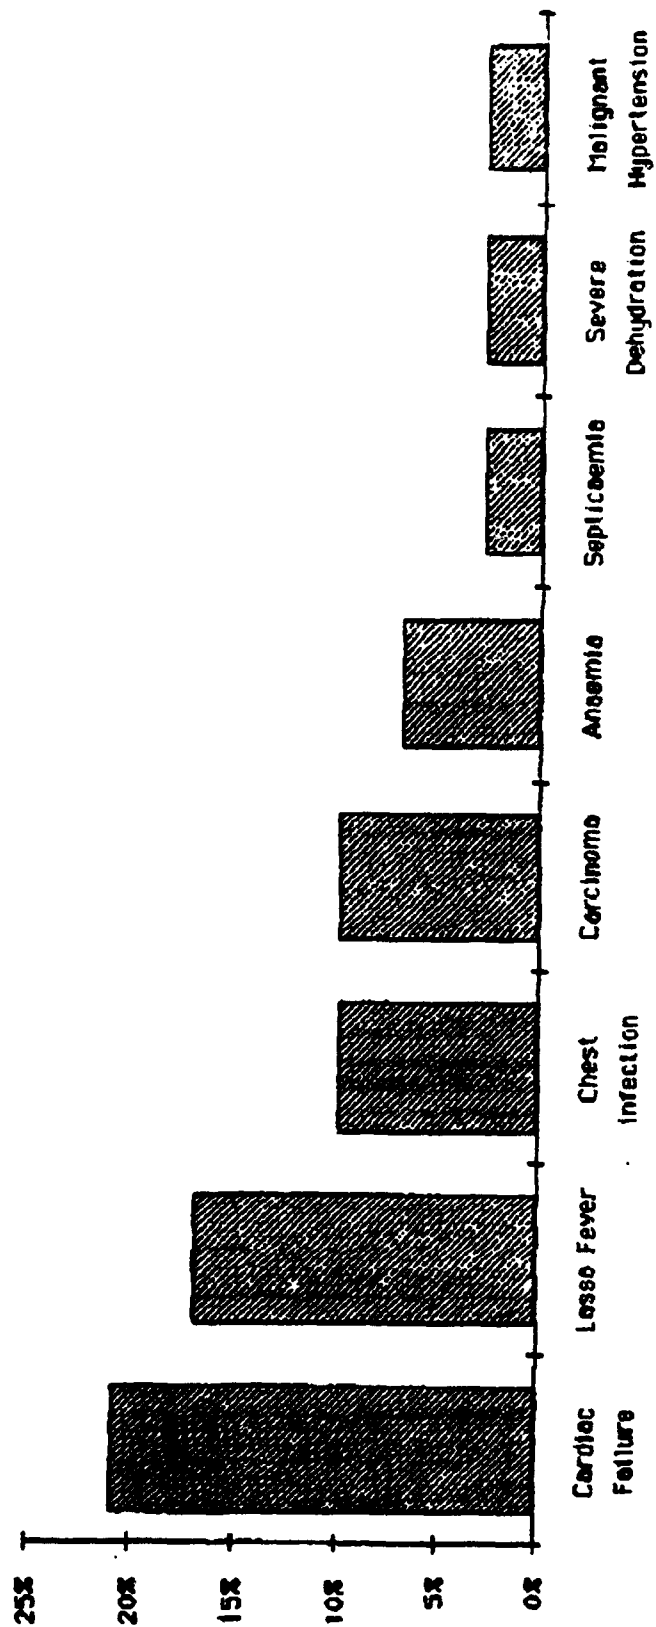 25%
20%
15%
10%
5%
0%
Cardiac
Failure
Lassa Fever
Chest
Infection
Carcinoma
Anaemia
Septicaemia
Severe
Dehydration
Malignant
Hypertension